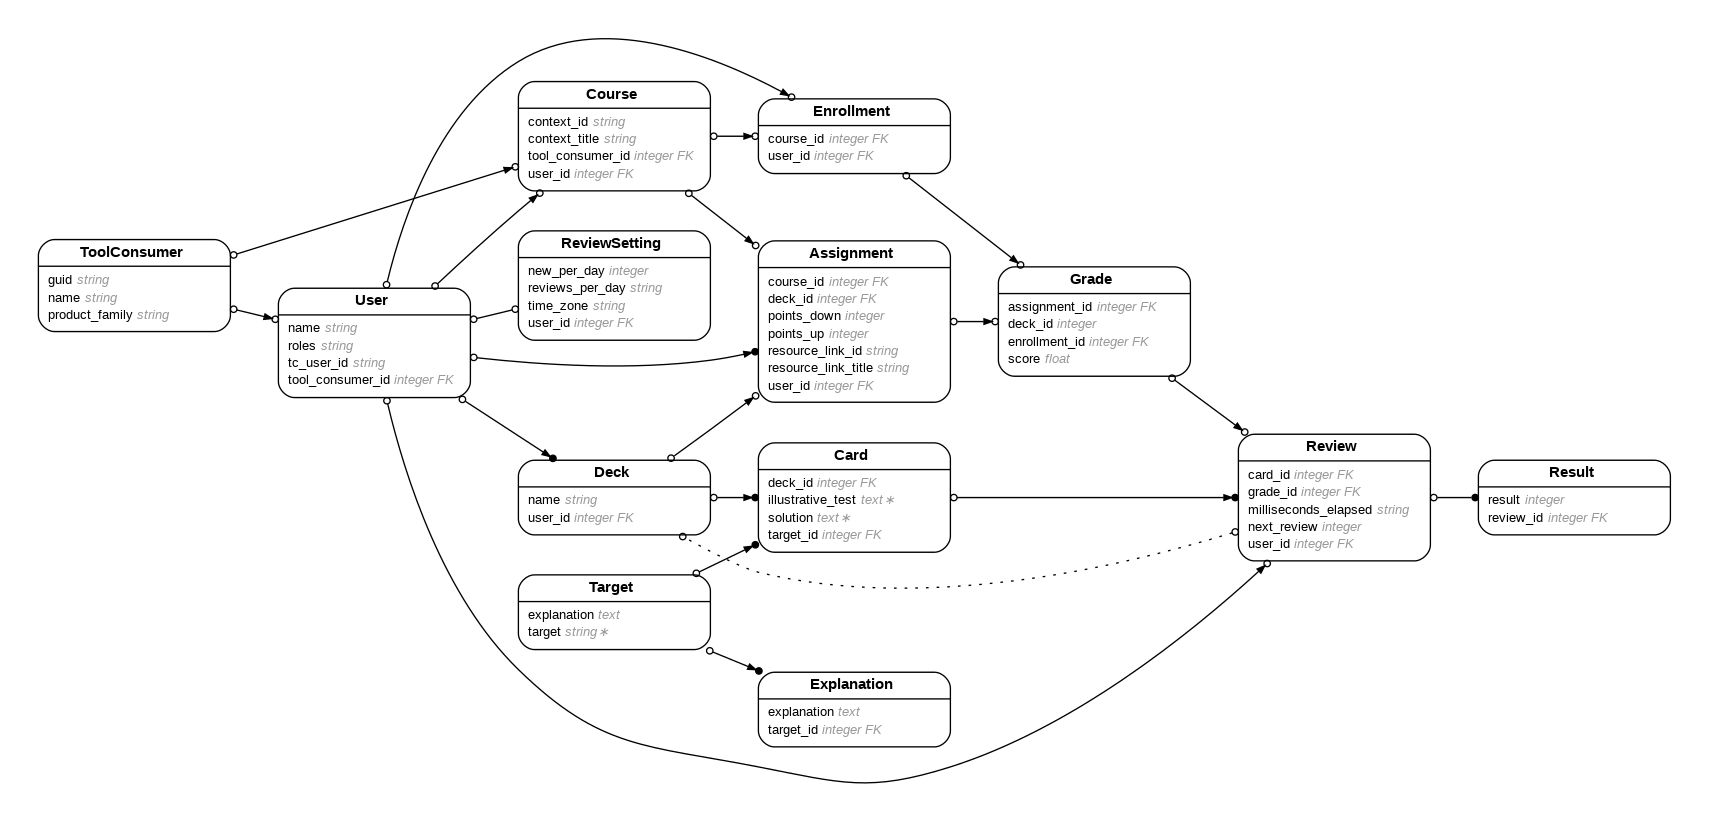 ToolConsumer
guid string
name string
product_family string
User
name string
roles string
tc_user_id string
tool_consumer_id integer FK
Course
context_id string
context_title string
tool_consumer_id integer FK
user_id integer FK
ReviewSetting
new_per_day integer
reviews_per_day string
time_zone string
user_id integer FK
Deck
name string
user_id integer FK
Target
explanation text
target string∗
Enrollment
course_id integer FK
user_id integer FK
Assignment
course_id integer FK
deck_id integer FK
points_down integer
points_up integer
resource_link_id string
resource_link_title string
user_id integer FK
Card
deck_id integer FK
illustrative_test text∗
solution text∗
target_id integer FK
Explanation
explanation text
target_id integer FK
Grade
assignment_id integer FK
deck_id integer
enrollment_id integer FK
score float
Review
card_id integer FK
grade_id integer FK
milliseconds_elapsed string
next_review integer
user_id integer FK
Result
result integer
review_id integer FK